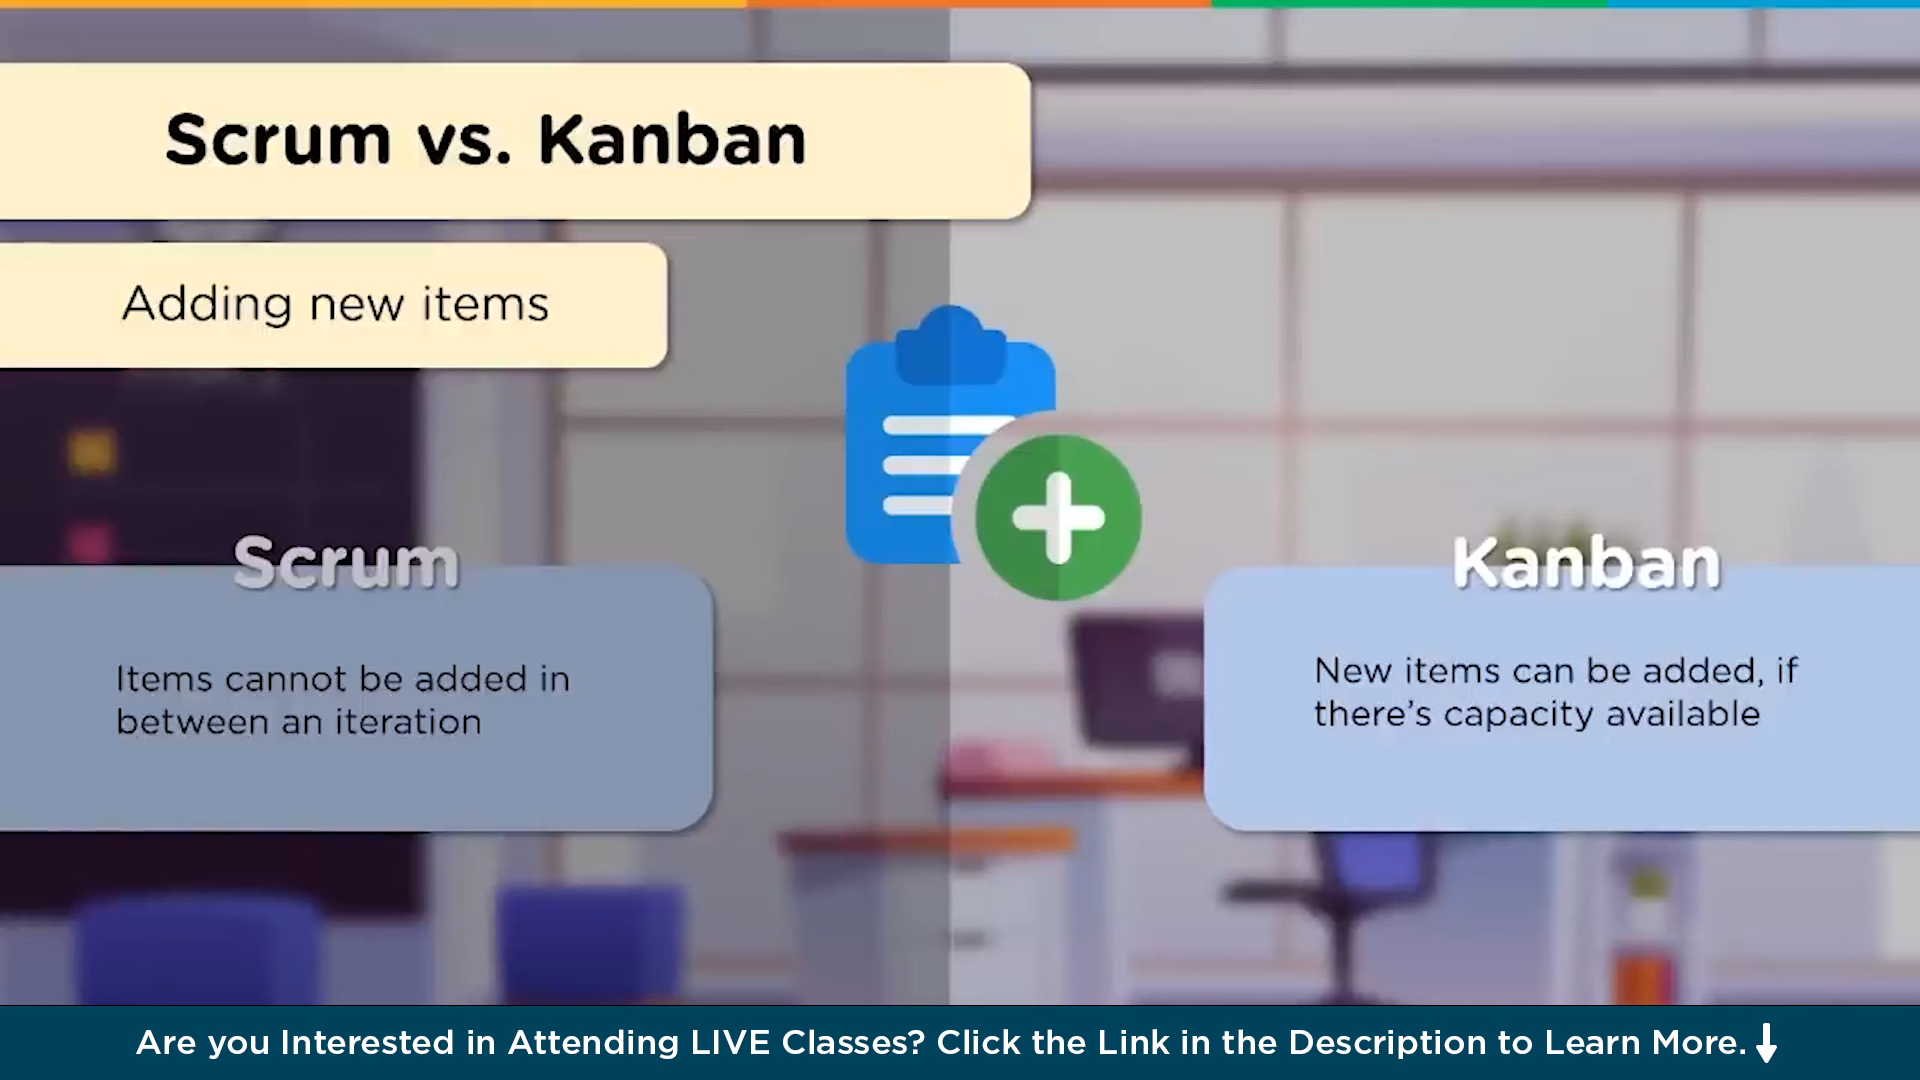 Scrum vs. Kanban
Adding new items
Scrum
Items cannot be added in
between an iteration
Kanban
New items can be added, if
there's capacity available
Are you Interested in Attending LIVE Classes? Click the Link in the Description to Learn More.